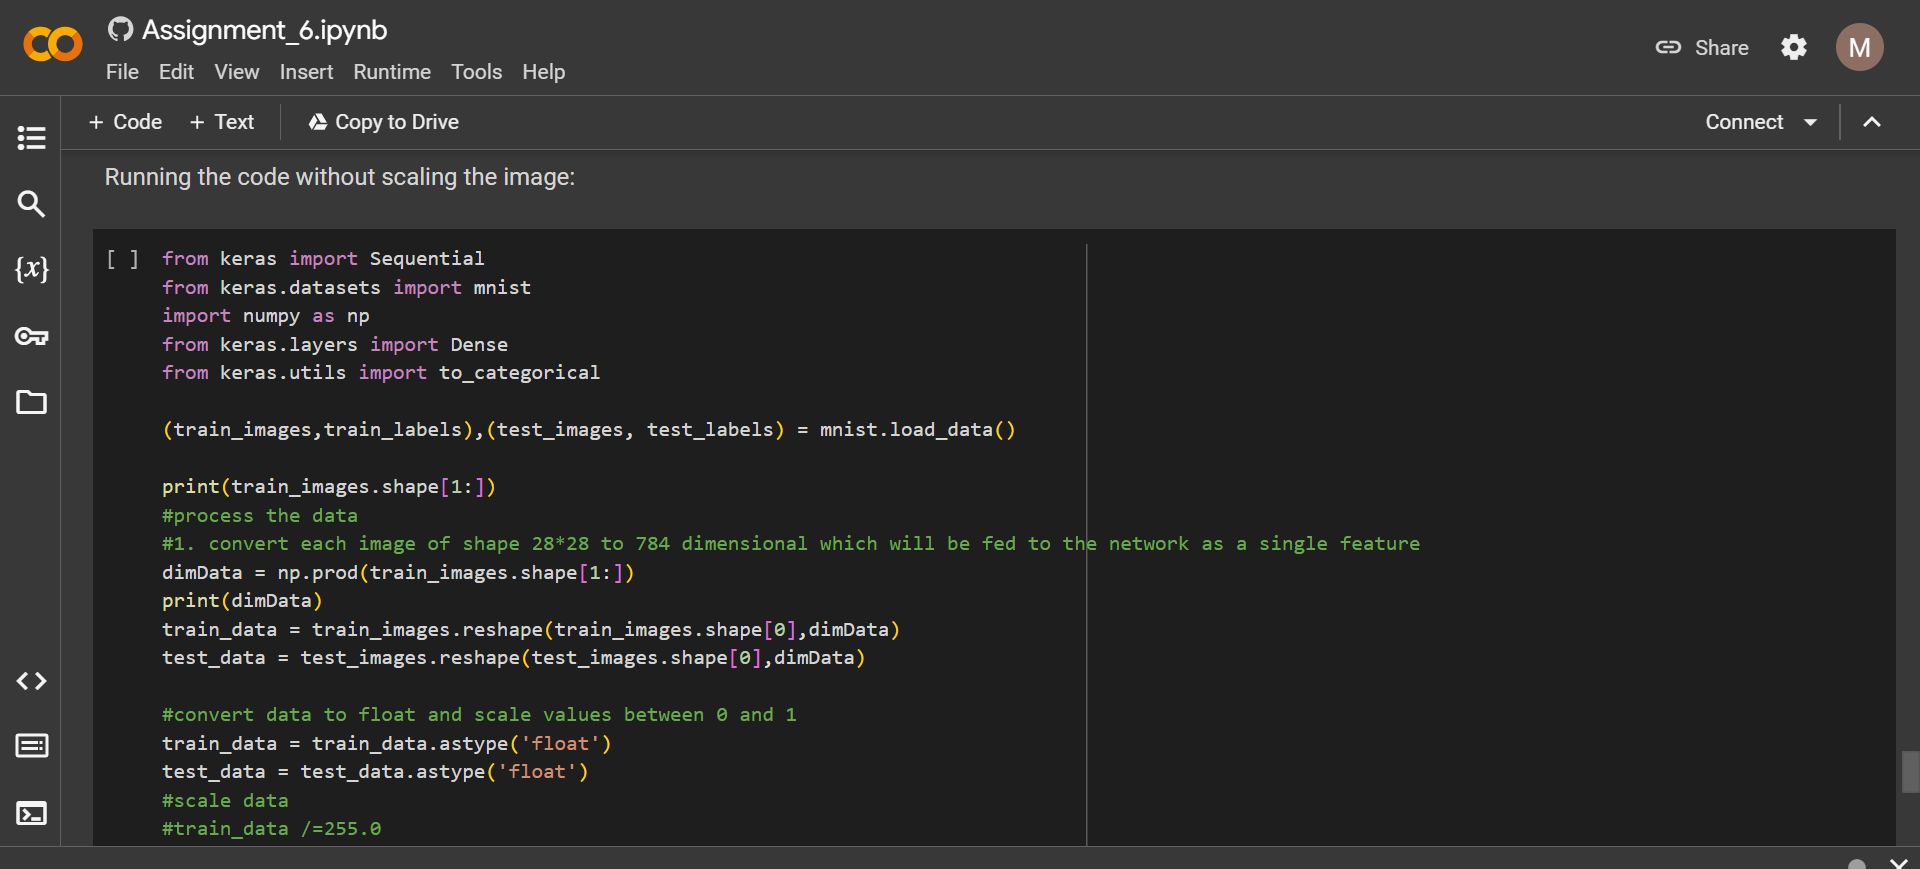 Assignment_6.ipynb
File Edit View Insert Runtime Tools Help
Share
M
+ Code + Text Copy to Drive
Connect
Running the code without scaling the image:
[ ] from keras import Sequential
from keras.datasets import mnist
import numpy as np
from keras.layers import Dense
from keras.utils import to_categorical
(train_images,train_labels),(test_images, test_labels) = mnist.load_data()
print(train_images.shape[1:])
#process the data
#1. convert each image of shape 28*28 to 784 dimensional which will be fed to the network as a single feature
dimData = np.prod(train_images.shape[1:])
print(dimData)
train_data = train_images.reshape(train_images.shape[0],dimData)
test_data = test_images.reshape(test_images.shape[0],dimData)
#convert data to float and scale values between 0 and 1
train_data = train_data.astype('float')
test_data = test_data.astype('float')
#scale data
#train_data /=255.0